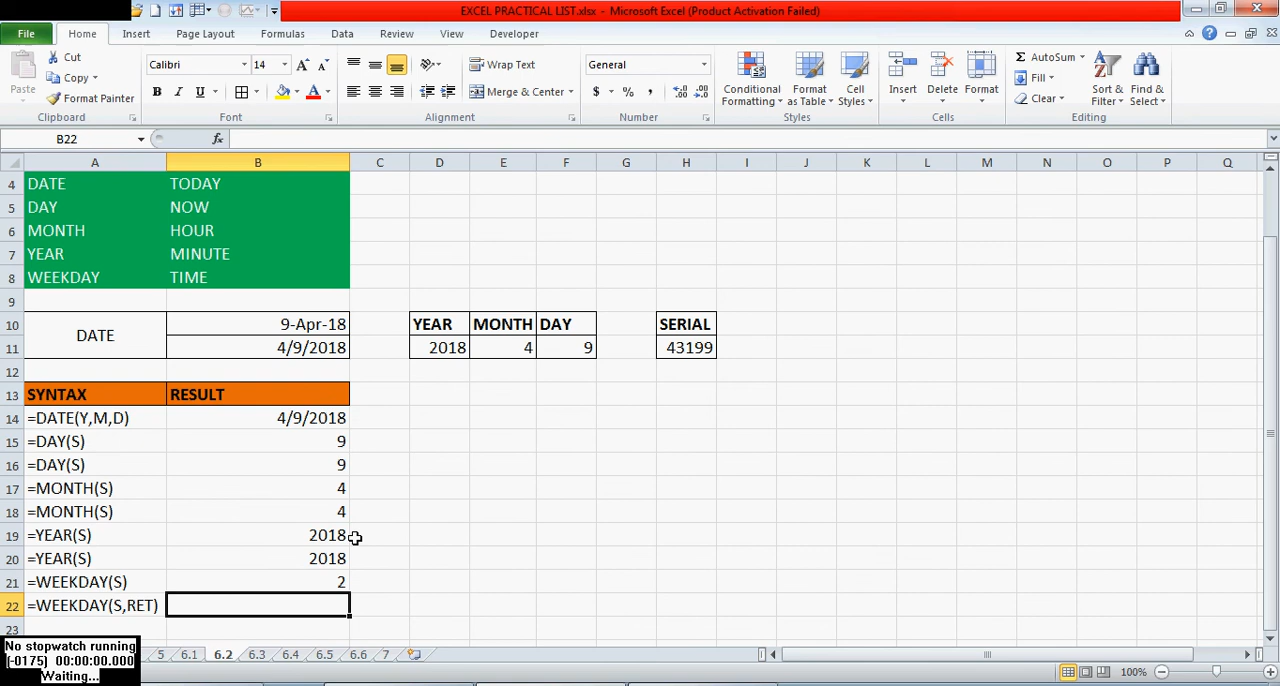 EXCEL PRACTICAL LIST.xlsx - Microsoft Excel (Product Activation Failed)
File Home Insert Page Layout Formulas Data Review View Developer
Paste Cut Copy Format Painter Clipboard
Calibri 14 A A B I U A Font
Wrap Text Merge & Center Alignment
General $ % , Number
Conditional Formatting Format as Table Cell Styles Styles
Insert Delete Format Cells
Σ AutoSum Fill Clear Sort & Filter Find & Select Editing
B22 fx
A B C D E F G H I J K L M N O P Q
4 DATE TODAY
5 DAY NOW
6 MONTH HOUR
7 YEAR MINUTE
8 WEEKDAY TIME
9
10 DATE 9-Apr-18 YEAR MONTH DAY SERIAL
11 4/9/2018 2018 4 9 43199
12
13 SYNTAX RESULT
14 =DATE(Y,M,D) 4/9/2018
15 =DAY(S) 9
16 =DAY(S) 9
17 =MONTH(S) 4
18 =MONTH(S) 4
19 =YEAR(S) 2018
20 =YEAR(S) 2018
21 =WEEKDAY(S) 2
22 =WEEKDAY(S,RET)
23
No stopwatch running
[-0175] 00:00:00.000
Waiting...
5 6.1 6.2 6.3 6.4 6.5 6.6 7
100%